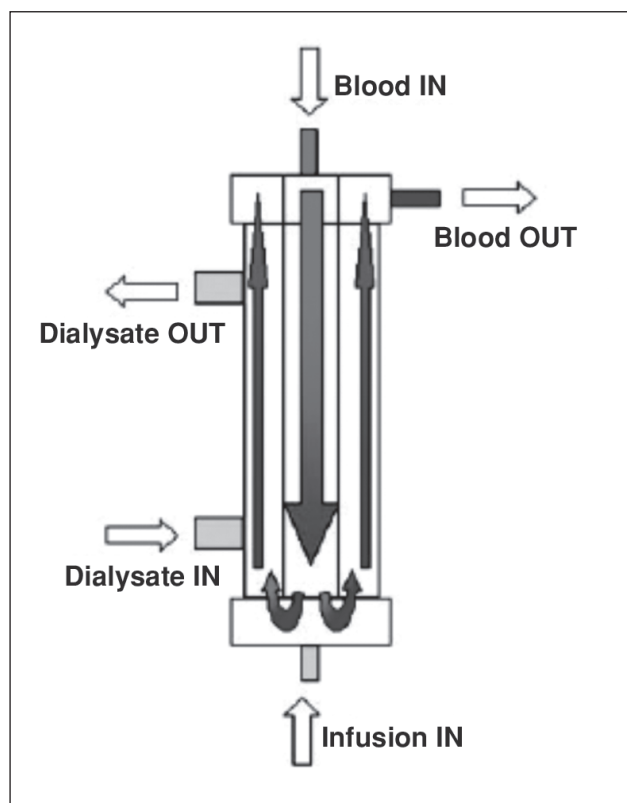 Blood IN
Blood OUT
Dialysate OUT
Dialysate IN
Infusion IN